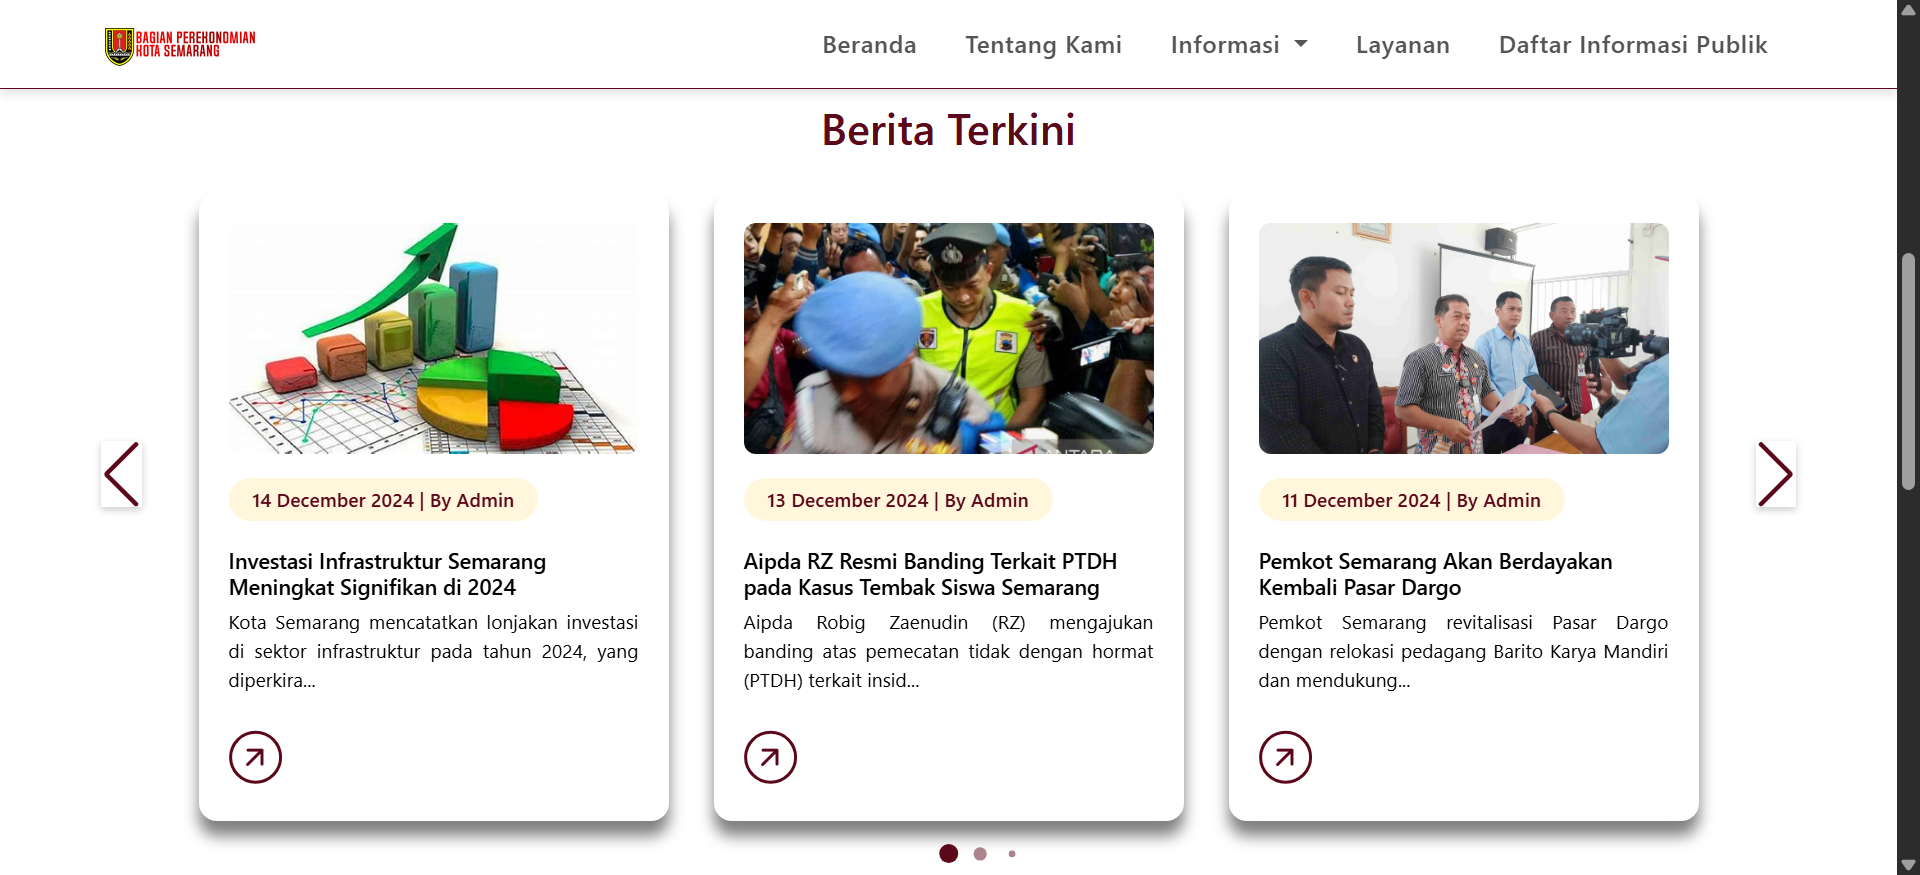 BAGIAN PEREKONOMIAN
KOTA SEMARANG
Beranda
Tentang Kami
Informasi
Layanan
Daftar Informasi Publik
Berita Terkini
14 December 2024 | By Admin
Investasi Infrastruktur Semarang
Meningkat Signifikan di 2024
Kota Semarang mencatatkan lonjakan investasi
di sektor infrastruktur pada tahun 2024, yang
diperkira...
ANTARA
13 December 2024 | By Admin
Aipda RZ Resmi Banding Terkait PTDH
pada Kasus Tembak Siswa Semarang
Aipda Robig Zaenudin (RZ) mengajukan
banding atas pemecatan tidak dengan hormat
(PTDH) terkait insid...
11 December 2024 | By Admin
Pemkot Semarang Akan Berdayakan
Kembali Pasar Dargo
Pemkot Semarang revitalisasi Pasar Dargo
dengan relokasi pedagang Barito Karya Mandiri
dan mendukung...